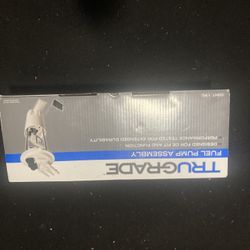 TRUGRADE
FUEL PUMP ASSEMBLY
DESIGNED FOR OE FIT AND FUNCTION
PERFORMANCE TESTED FOR EXTENDED DURABILITY